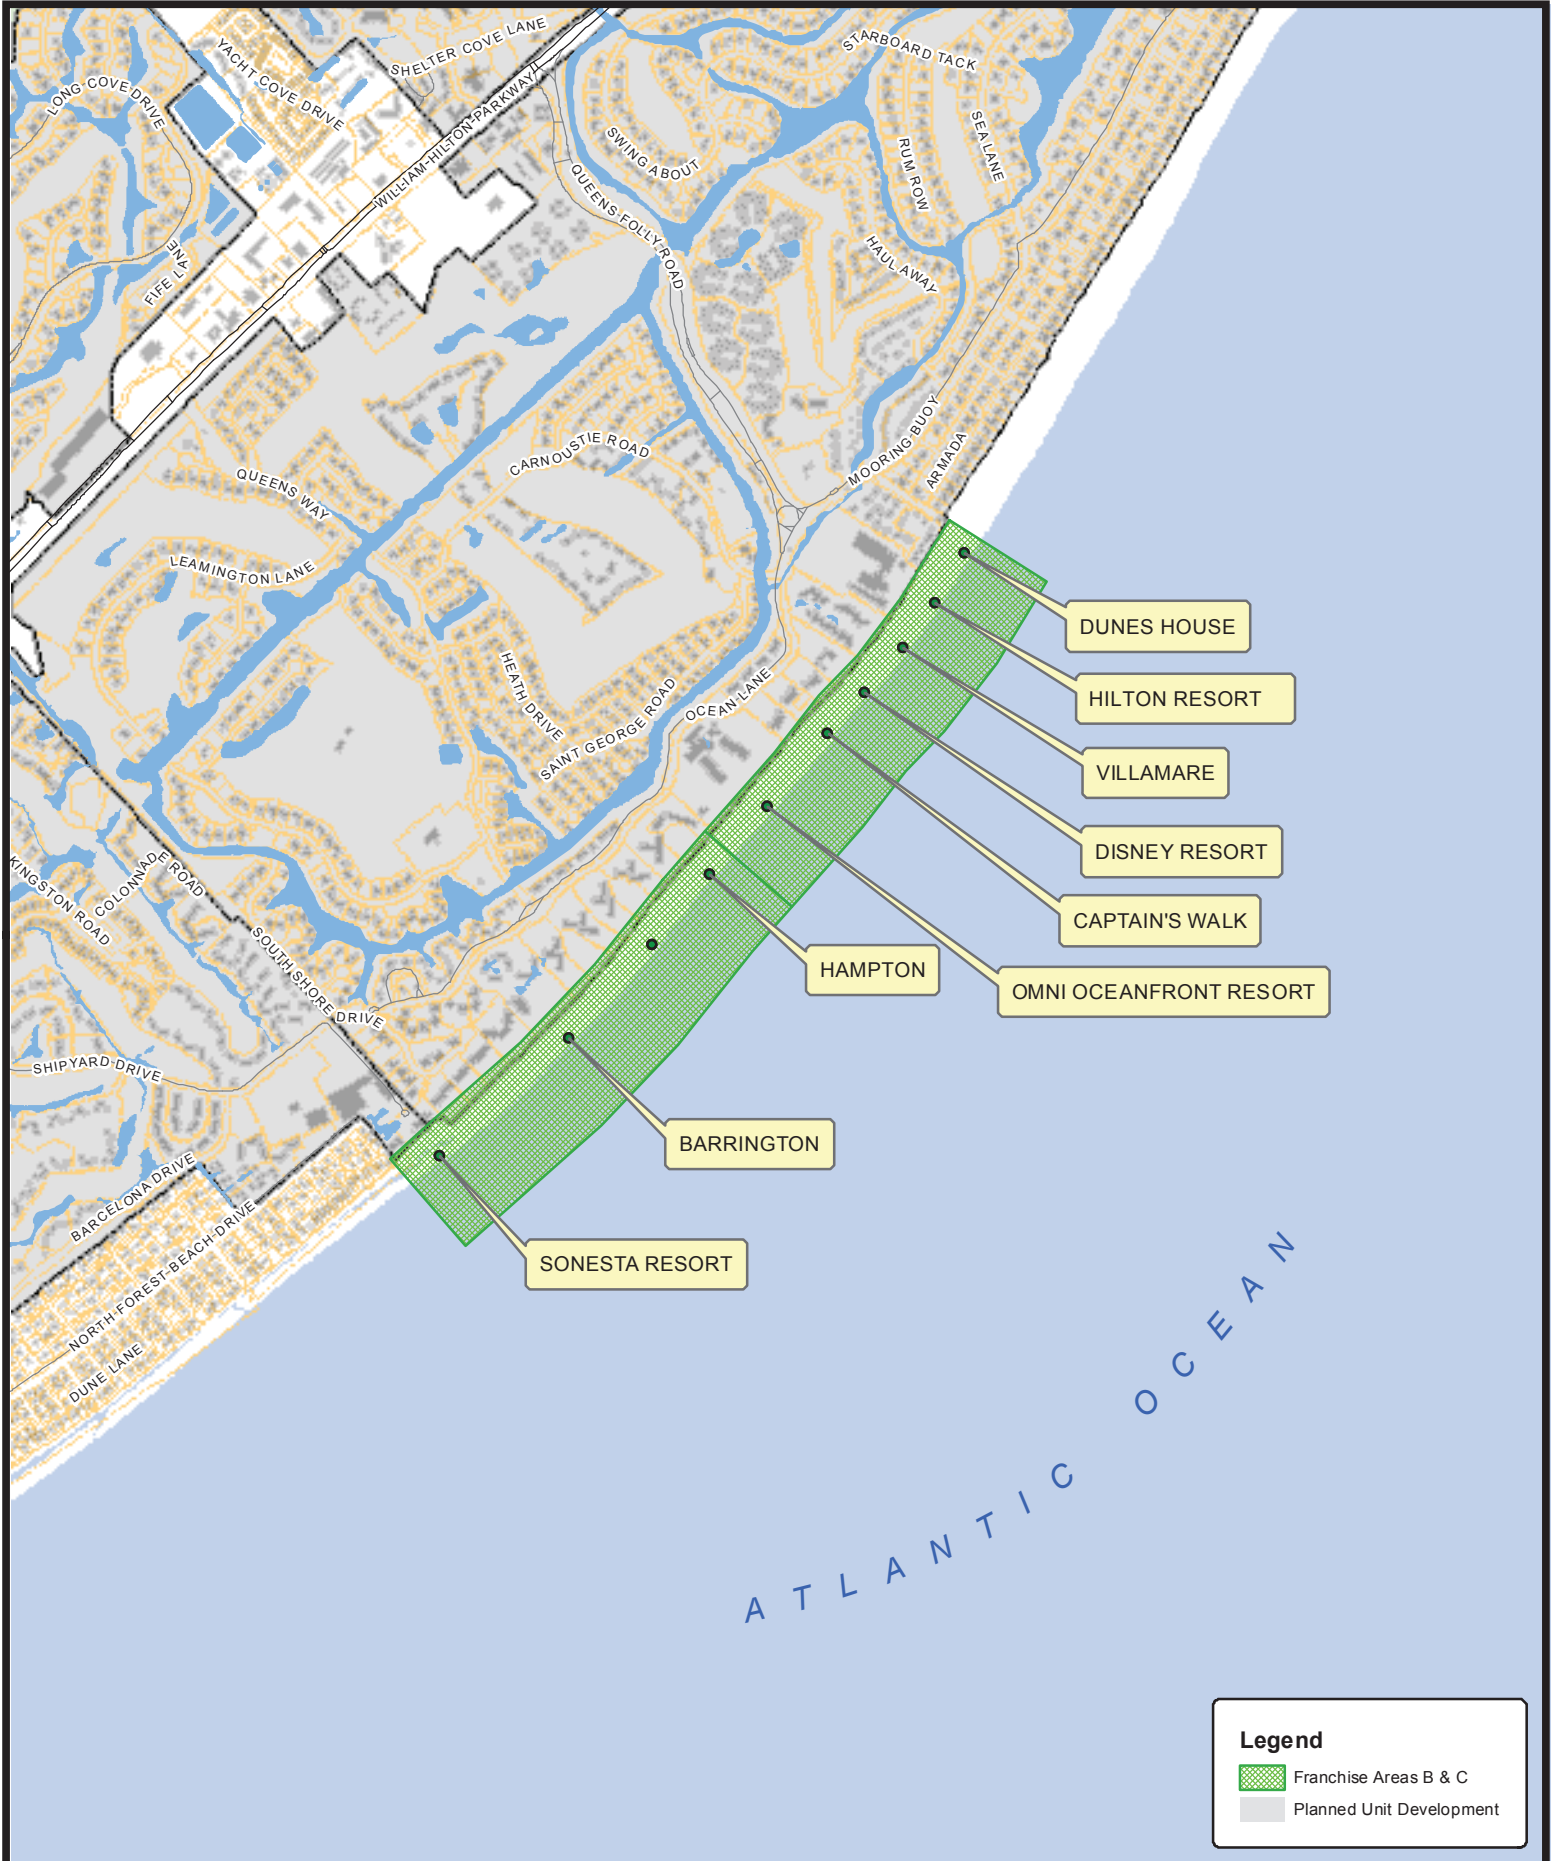 YACHT COVE DRIVE
SHELTER COVE LANE
STARBOARD TACK
LONG COVE DRIVE
WILLIAM HILTON PARKWAY
SWING ABOUT
SEA LANE
RUM ROW
QUEENS FOLLY ROAD
HAUL AWAY
FIFE LANE
MOORING BUOY
ARMADA
CARNOUSTIE ROAD
QUEENS WAY
LEAMINGTON LANE
HEATH DRIVE
SAINT GEORGE ROAD
OCEAN LANE
DUNES HOUSE
HILTON RESORT
VILLAMARE
DISNEY RESORT
CAPTAIN'S WALK
HAMPTON
OMNI OCEANFRONT RESORT
KINGSTON ROAD
COLONNADE ROAD
SOUTH SHORE DRIVE
SHIPYARD DRIVE
BARRINGTON
BARCELONA DRIVE
NORTH FOREST BEACH DRIVE
DUNE LANE
SONESTA RESORT
ATLANTIC OCEAN
Legend
Franchise Areas B & C
Planned Unit Development